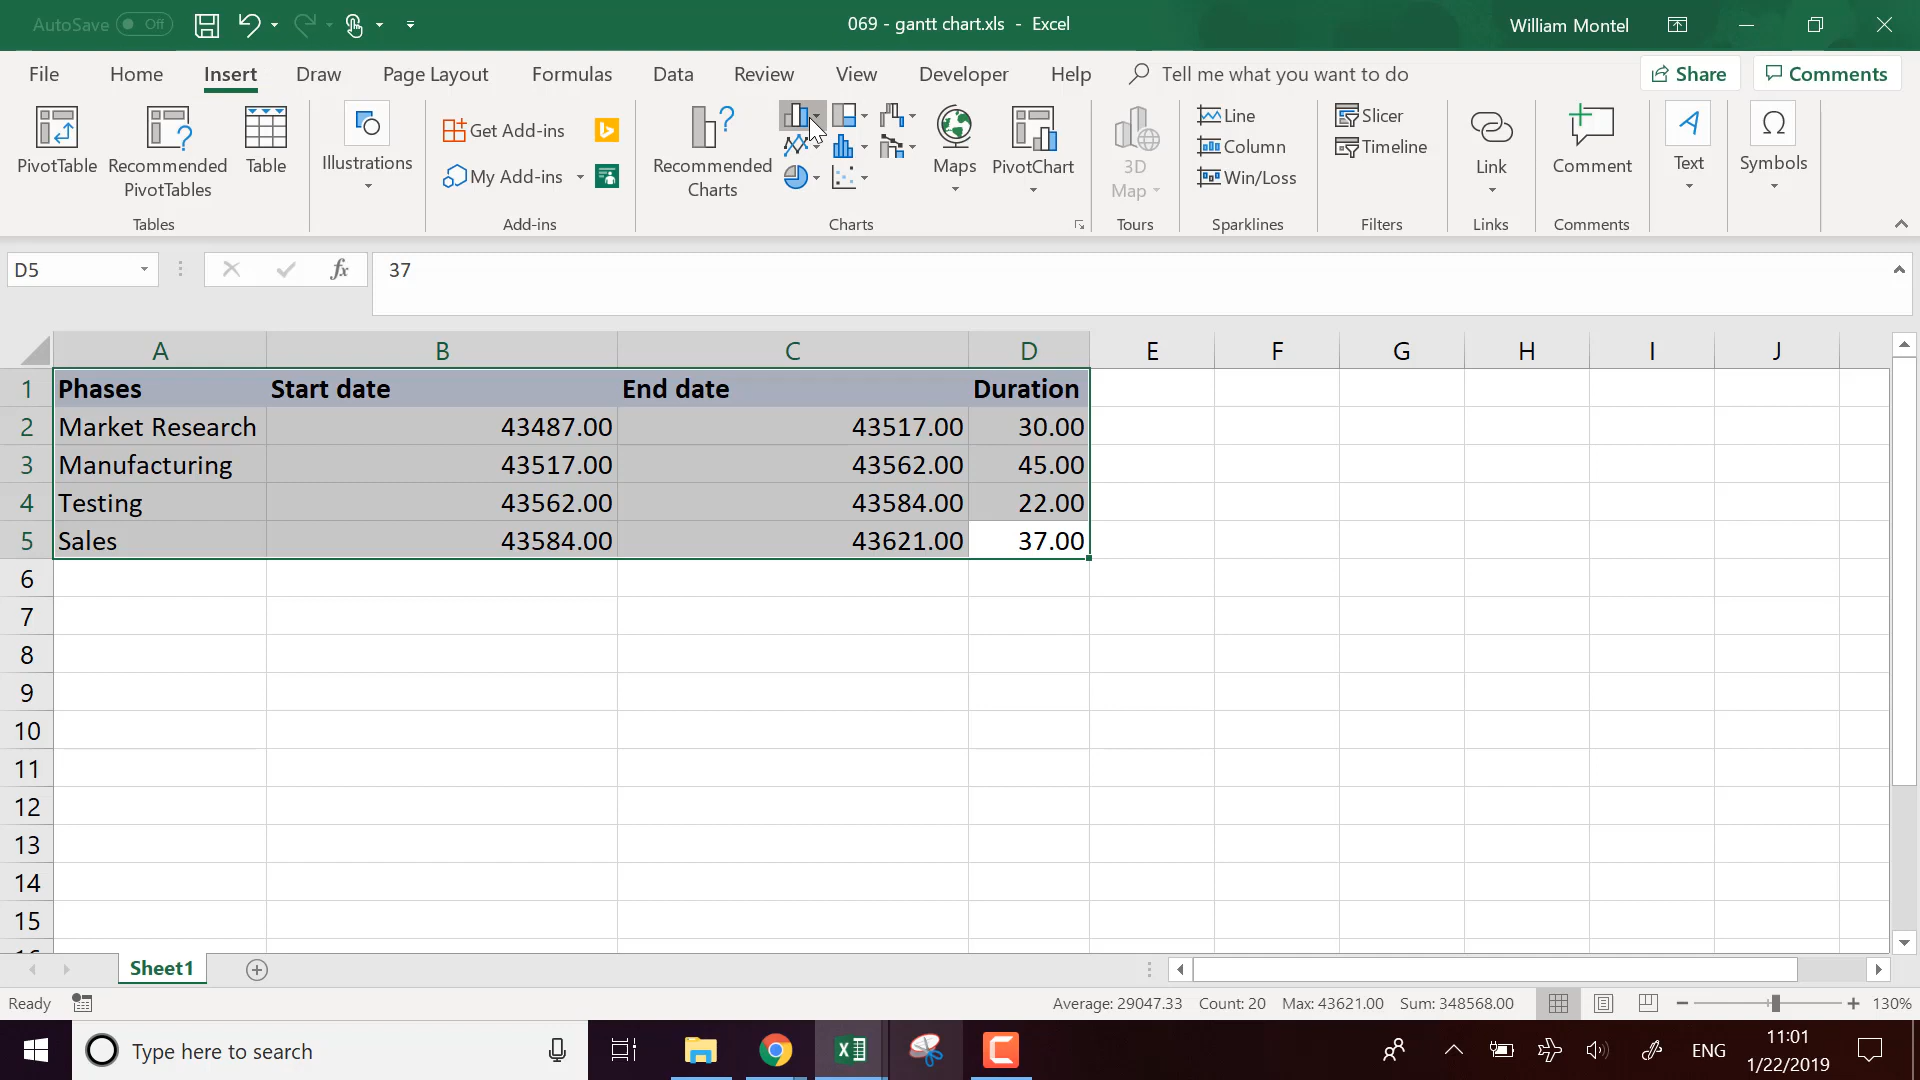 AutoSave Off 069 - gantt chart.xls - Excel William Montel
File Home Insert Draw Page Layout Formulas Data Review View Developer Help Tell me what you want to do Share Comments
PivotTable Recommended PivotTables Table Illustrations Get Add-ins My Add-ins Recommended Charts Maps PivotChart 3D Map Line Column Win/Loss Slicer Timeline Link Comment Text Symbols
Tables Add-ins Charts Tours Sparklines Filters Links Comments
D5 fx 37
A B C D E F G H I J
1 Phases Start date End date Duration
2 Market Research 43487.00 43517.00 30.00
3 Manufacturing 43517.00 43562.00 45.00
4 Testing 43562.00 43584.00 22.00
5 Sales 43584.00 43621.00 37.00
6
7
8
9
10
11
12
13
14
15
Sheet1
Ready Average: 29047.33 Count: 20 Max: 43621.00 Sum: 348568.00 130%
Type here to search ENG 11:01
1/22/2019